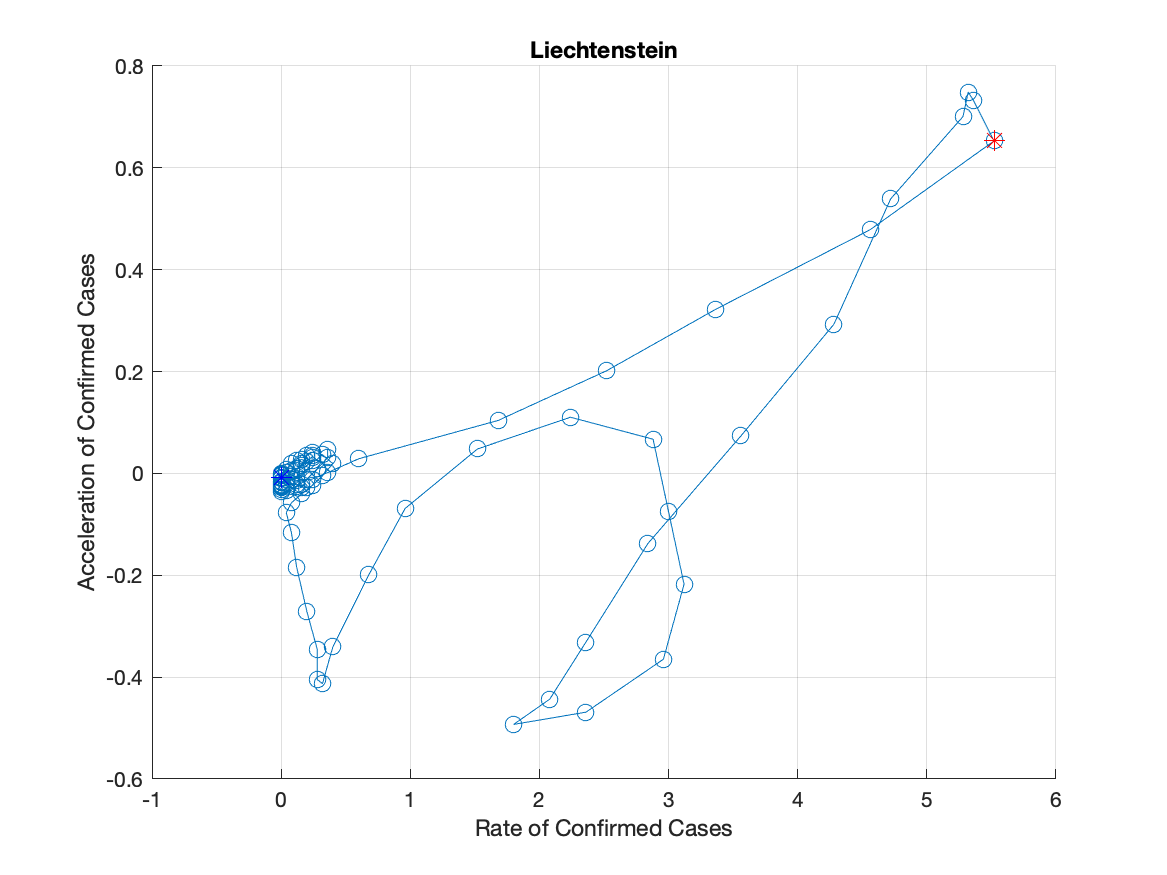 Liechtenstein
Acceleration of Confirmed Cases
0.8
0.6
0.4
0.2
0
-0.2
-0.4
-0.6
-1 0 1 2 3 4 5 6
Rate of Confirmed Cases